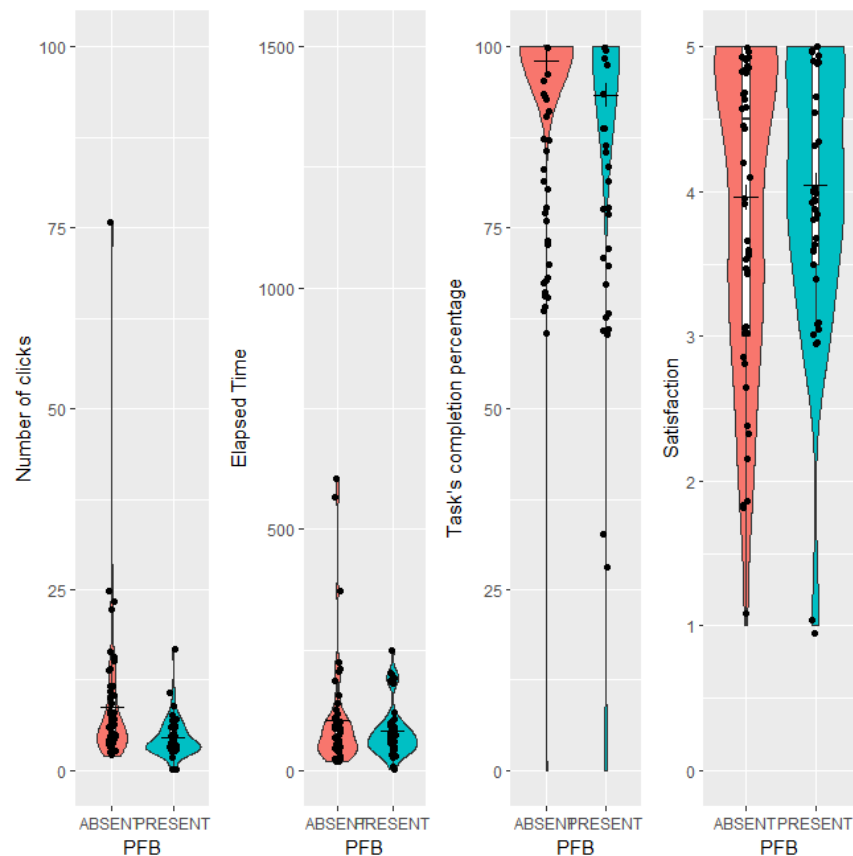 Number of clicks
100
75
50
25
0
ABSENT PRESENT
PFB
Elapsed Time
1500
1000
500
0
ABSENT PRESENT
PFB
Task's completion percentage
100
75
50
25
0
ABSENT PRESENT
PFB
Satisfaction
5
4
3
2
1
0
ABSENT PRESENT
PFB